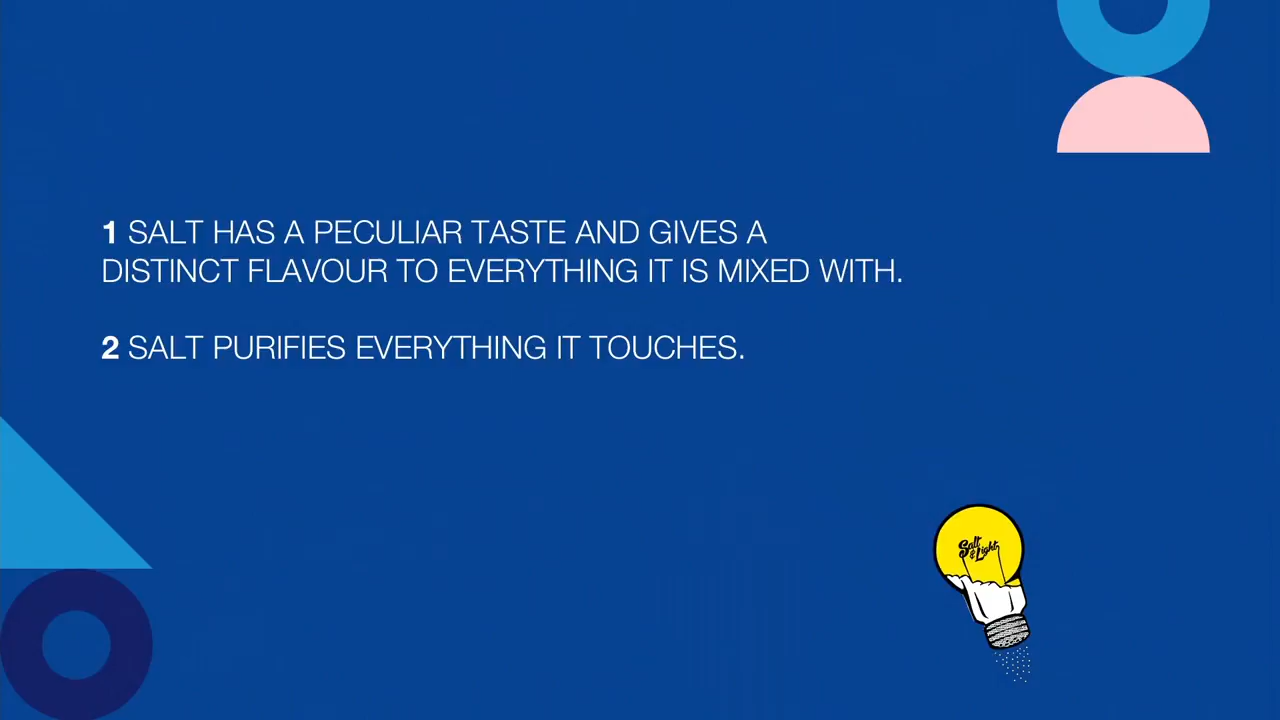 1 SALT HAS A PECULIAR TASTE AND GIVES A
DISTINCT FLAVOUR TO EVERYTHING IT IS MIXED WITH.
2 SALT PURIFIES EVERYTHING IT TOUCHES.
Salt
& Light